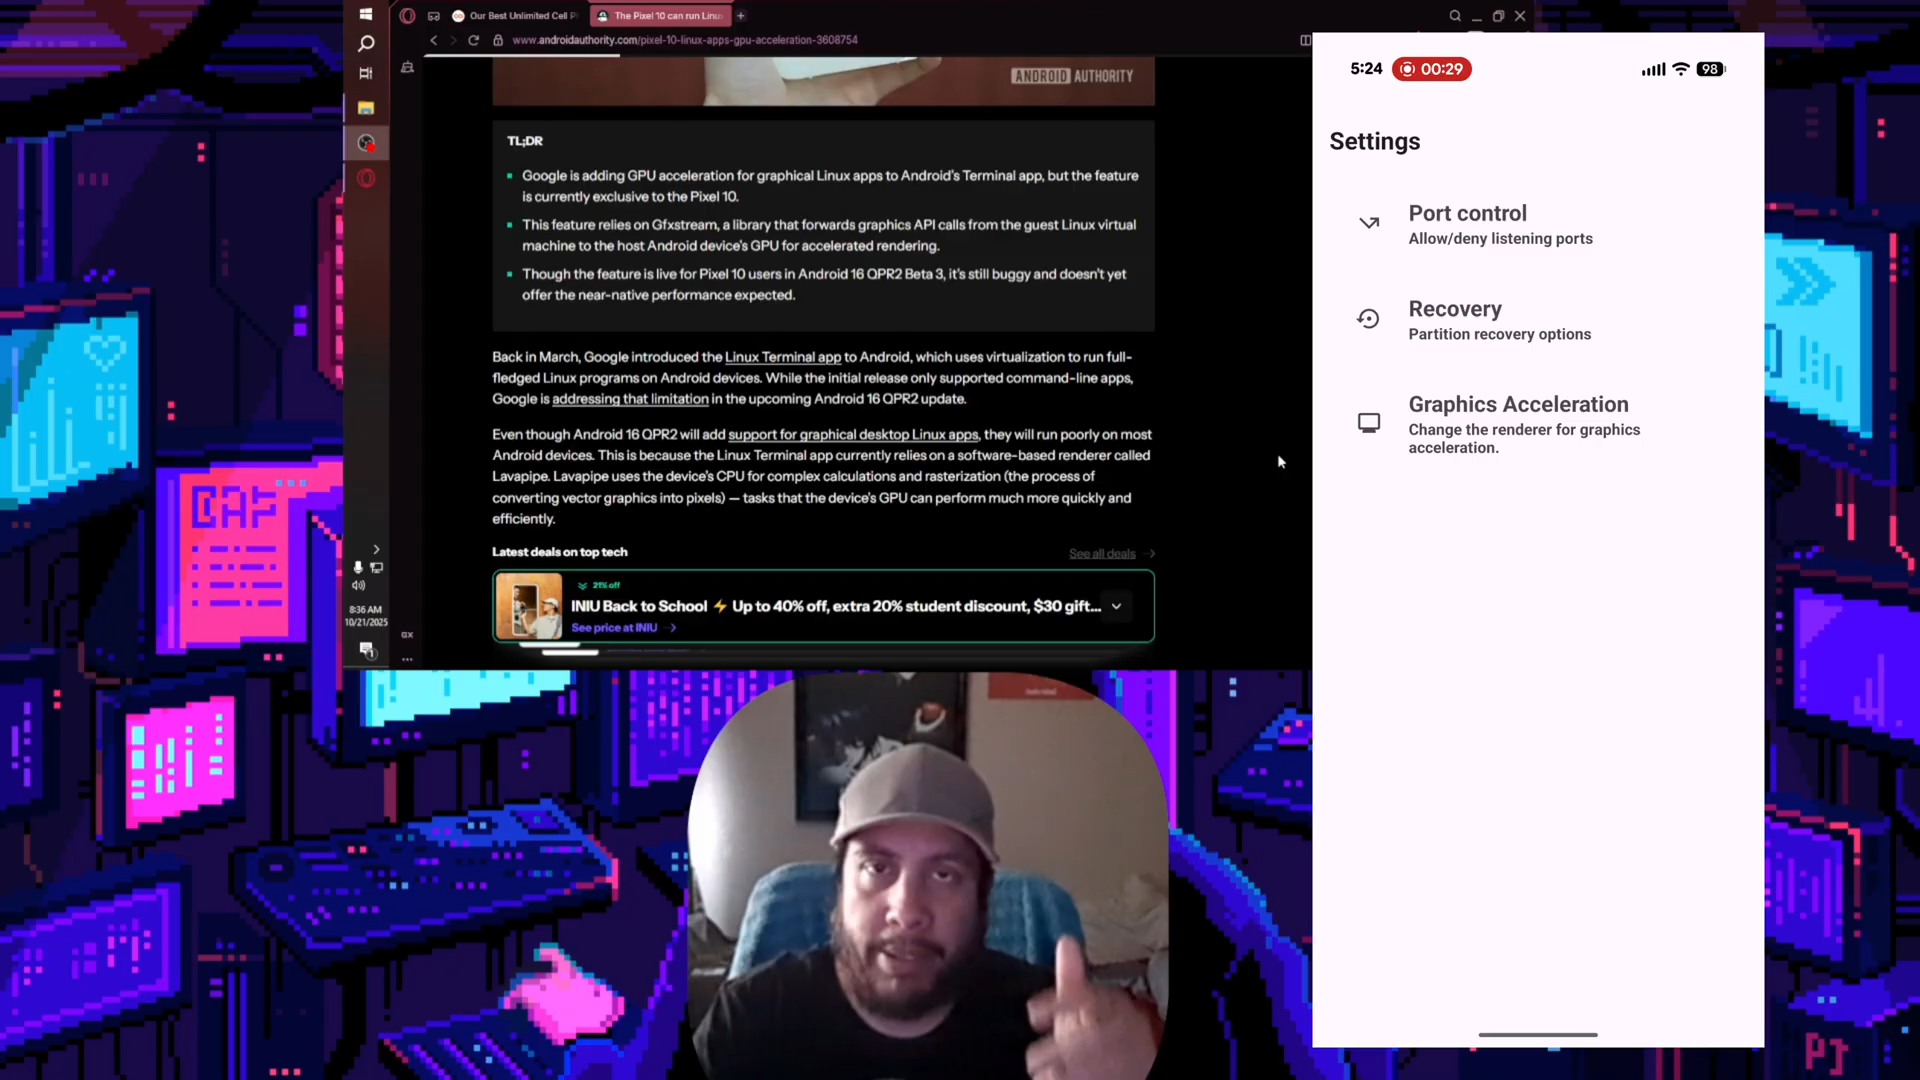 Our Best Unlimited Cell P
The Pixel 10 can run Linu
www.androidauthority.com/pixel-10-linux-apps-gpu-acceleration-3608754
ANDROID AUTHORITY
TL;DR
Google is adding GPU acceleration for graphical Linux apps to Android's Terminal app, but the feature
is currently exclusive to the Pixel 10.
This feature relies on Gfxstream, a library that forwards graphics API calls from the guest Linux virtual
machine to the host Android device's GPU for accelerated rendering.
Though the feature is live for Pixel 10 users in Android 16 QPR2 Beta 3, it's still buggy and doesn't yet
offer the near-native performance expected.
Back in March, Google introduced the Linux Terminal app to Android, which uses virtualization to run full-
fledged Linux programs on Android devices. While the initial release only supported command-line apps,
Google is addressing that limitation in the upcoming Android 16 QPR2 update.
Even though Android 16 QPR2 will add support for graphical desktop Linux apps, they will run poorly on most
Android devices. This is because the Linux Terminal app currently relies on a software-based renderer called
Lavapipe. Lavapipe uses the device's CPU for complex calculations and rasterization (the process of
converting vector graphics into pixels) — tasks that the device's GPU can perform much more quickly and
efficiently.
Latest deals on top tech
See all deals
21% off
INIU Back to School ⚡ Up to 40% off, extra 20% student discount, $30 gift...
See price at INIU
8:36 AM
10/21/2025
1
GX
5:24
00:29
98
Settings
Port control
Allow/deny listening ports
Recovery
Partition recovery options
Graphics Acceleration
Change the renderer for graphics
acceleration.